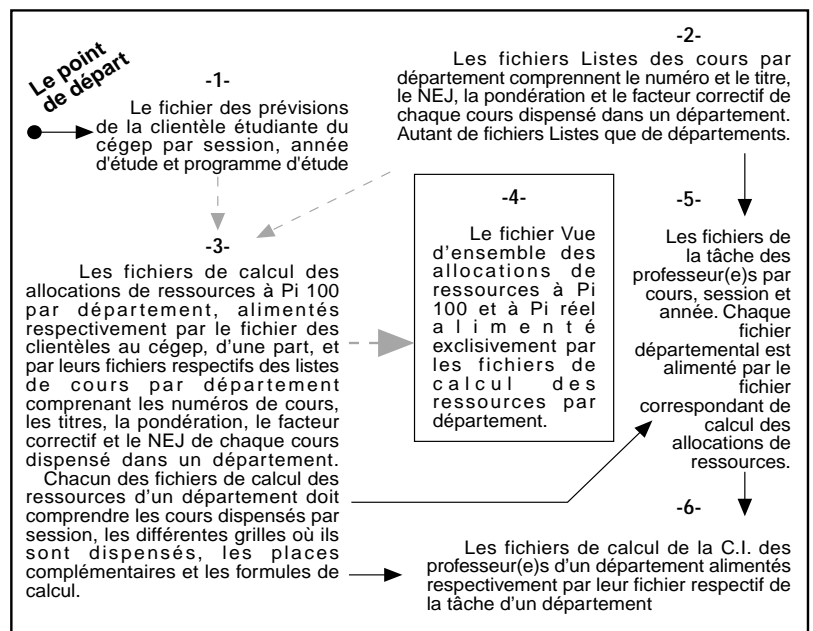 Le point
de départ
-1-
Le fichier des prévisions
de la clientèle étudiante du
cégep par session, année
d'étude et programme d'étude
-2-
Les fichiers Listes des cours par
département comprennent le numéro et le titre,
le NEJ, la pondération et le facteur correctif de
chaque cours dispensé dans un département.
Autant de fichiers Listes que de départements.
-3-
Les fichiers de calcul des
allocations de ressources à Pi 100
par département, alimentés
respectivement par le fichier des
clientèles au cégep, d'une part, et
par leurs fichiers respectifs des listes
de cours par département
comprenant les numéros de cours,
les titres, la pondération, le facteur
correctif et le NEJ de chaque cours
dispensé dans un département.
Chacun des fichiers de calcul des
ressources d'un département doit
comprendre les cours dispensés par
session, les différentes grilles où ils
sont dispensés, les places
complémentaires et les formules de
calcul.
-4-
Le fichier Vue
d'ensemble des
allocations de
ressources à Pi
100 et à Pi réel
alimenté
exclisivement par
les fichiers de
calcul des
ressources par
département.
-5-
Les fichiers de
la tâche des
professeur(e)s par
cours, session et
année. Chaque
fichier
départemental est
alimenté par le
fichier
correspondant de
calcul des
allocations de
ressources.
-6-
Les fichiers de calcul de la C.I. des
professeur(e)s d'un département alimentés
respectivement par leur fichier respectif de
la tâche d'un département